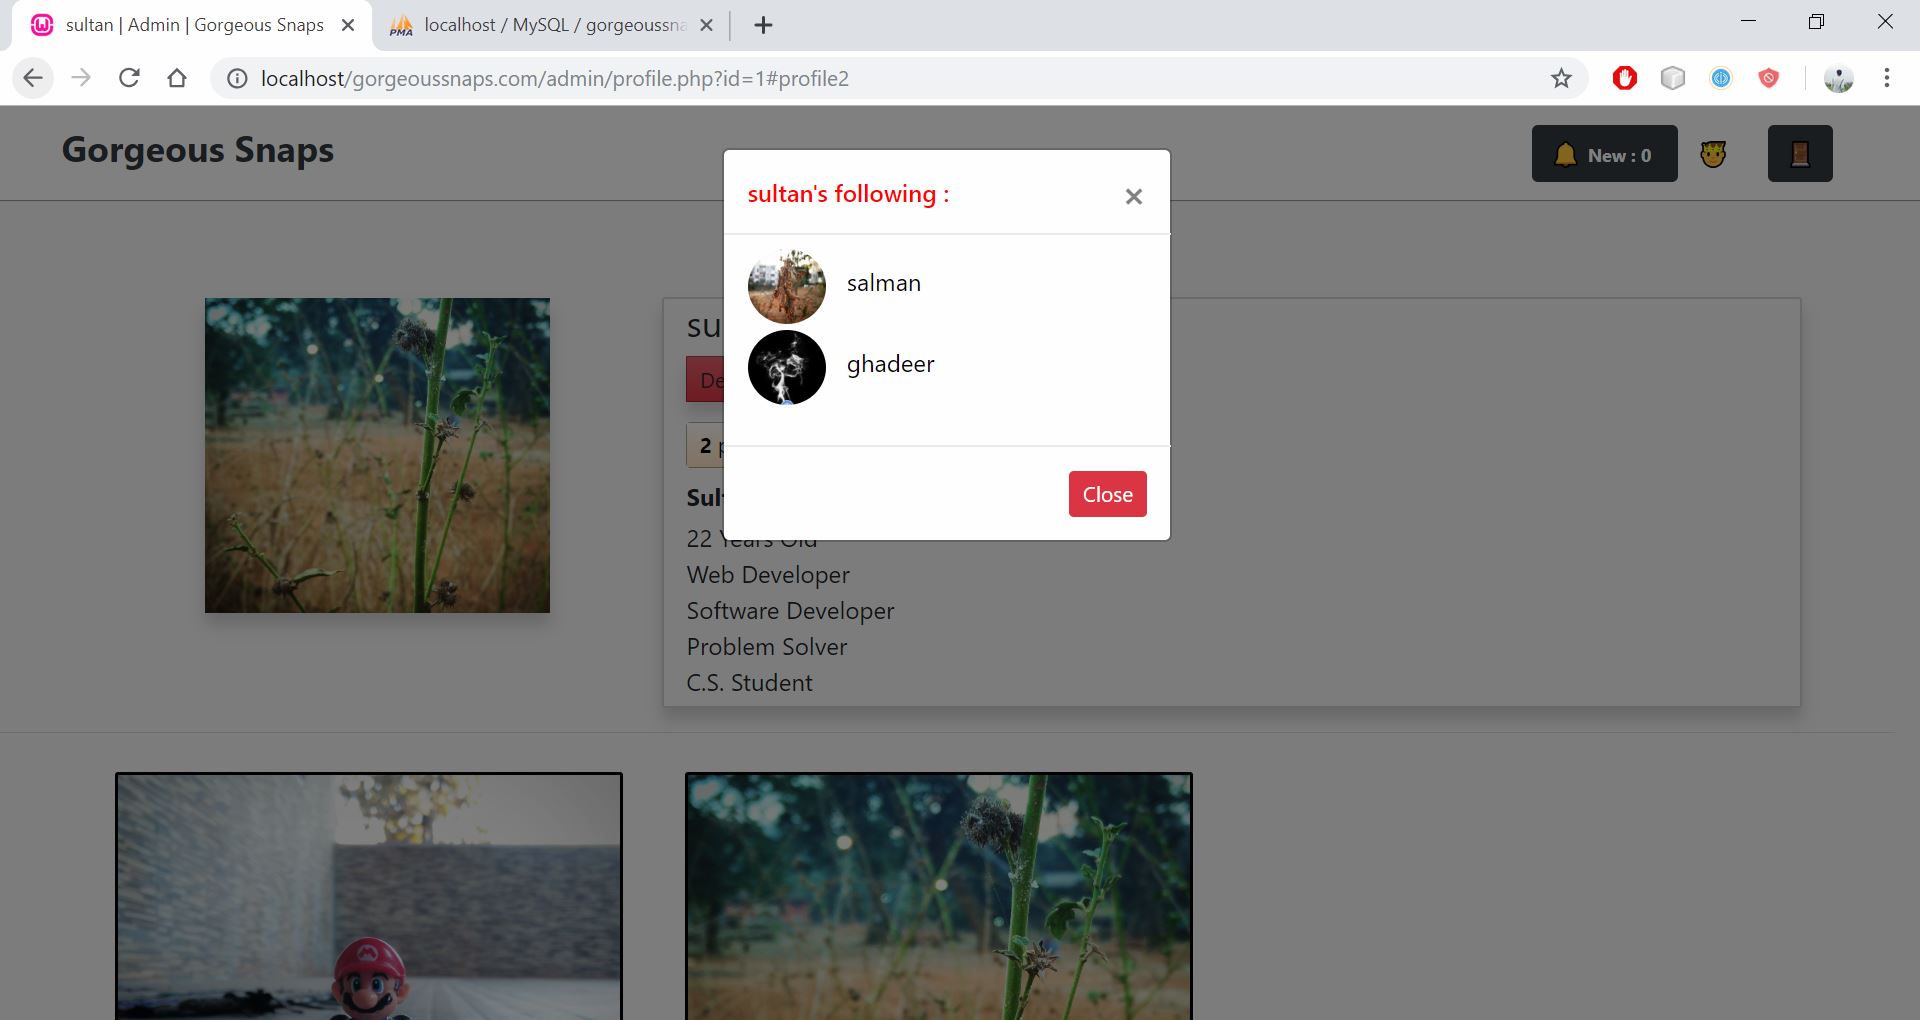 sultan | Admin | Gorgeous Snaps
localhost / MySQL / gorgeoussna
localhost/gorgeoussnaps.com/admin/profile.php?id=1#profile2
Gorgeous Snaps
New : 0
sultan's following :
×
salman
ghadeer
Close
su
De
2 p
Sul
22 Years Old
Web Developer
Software Developer
Problem Solver
C.S. Student